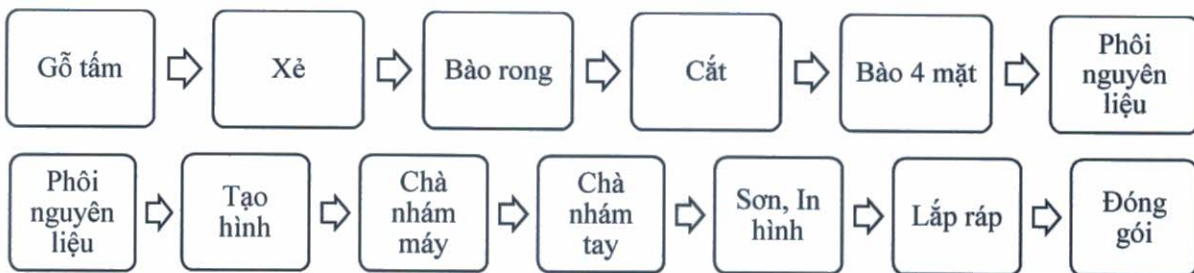 Gỗ tấm
Xẻ
Bào rong
Cắt
Bào 4 mặt
Phôi
nguyên
liệu
Phôi
nguyên
liệu
Tạo
hình
Chà
nhám
máy
Chà
nhám
tay
Sơn, In
hình
Lắp ráp
Đóng
gói